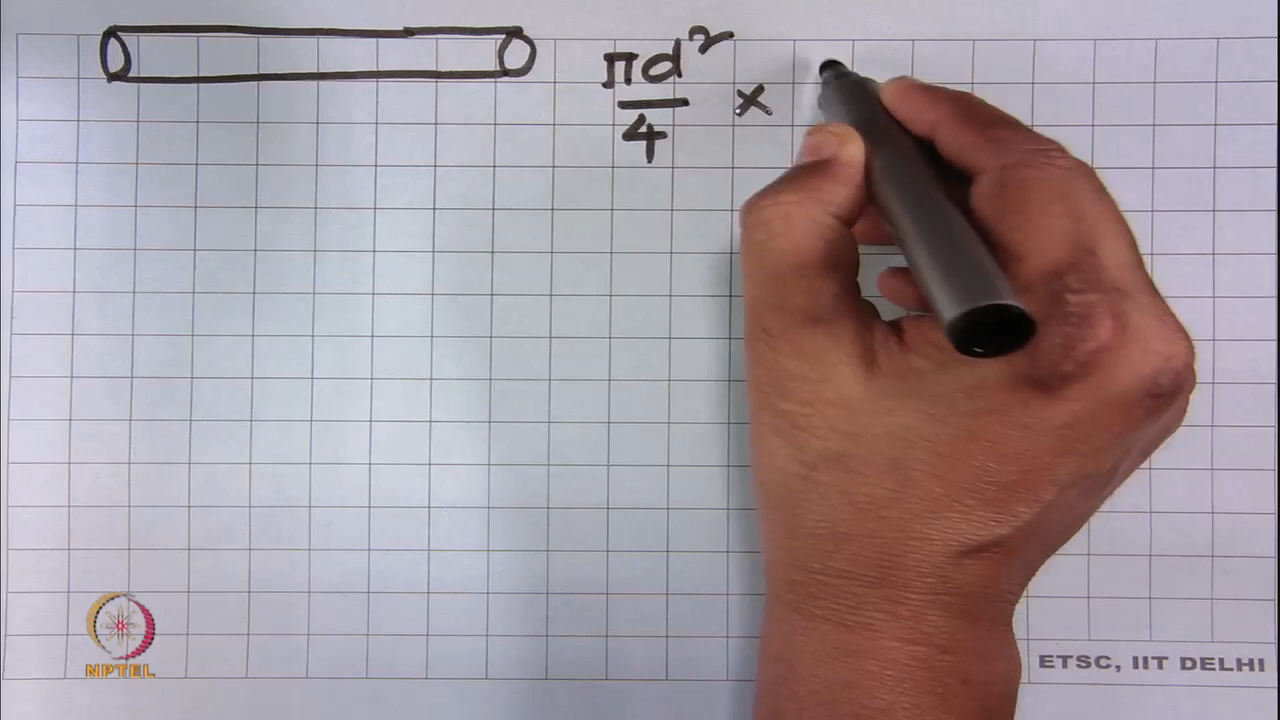 πd²/4 ×
NPTEL
ETSC, IIT DELHI